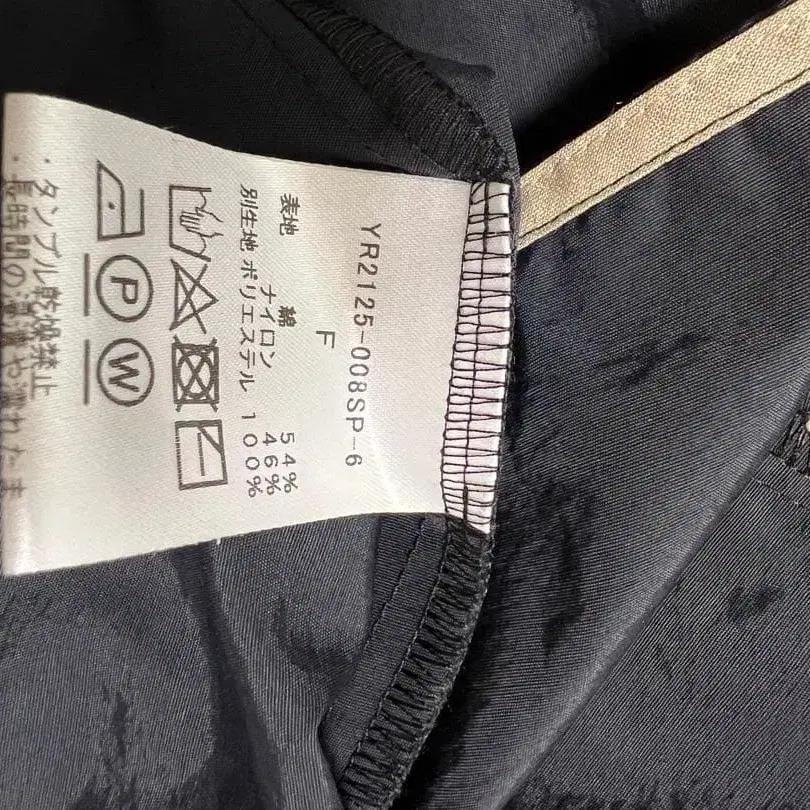 YR2125-008SP-6
F
表地 綿 54%
ナイロン 46%
別生地 ポリエステル 100%
P W
・タンブル乾燥禁止
・長時間の浸漬や濡れたま